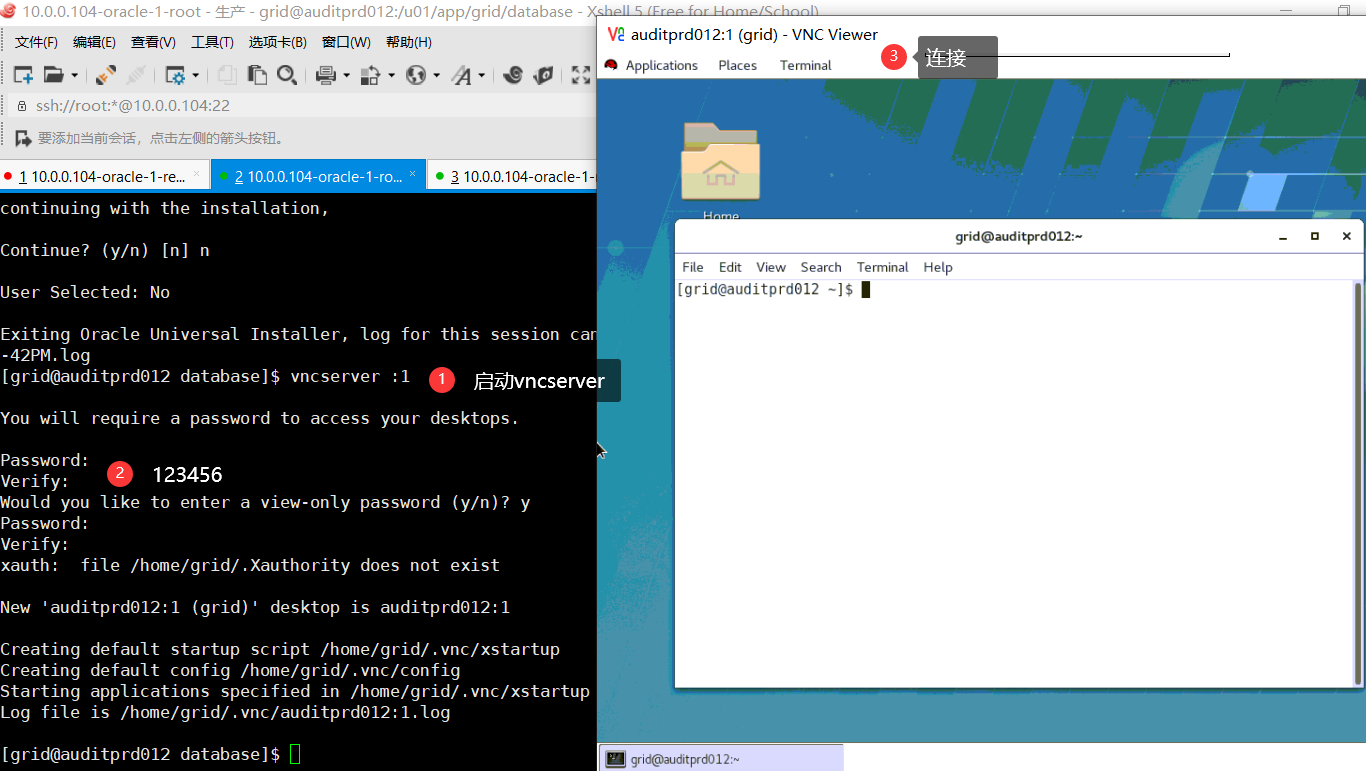 10.0.0.104-oracle-1-root - 生产 - grid@auditprd012:/u01/app/grid/database - Xshell 5 (Free for Home/School)
文件(F) 编辑(E) 查看(V) 工具(T) 选项卡(B) 窗口(W) 帮助(H)
ssh://root:*@10.0.0.104:22
要添加当前会话，点击左侧的箭头按钮。
1 10.0.0.104-oracle-1-re... × 2 10.0.0.104-oracle-1-ro... × 3 10.0.0.104-oracle-1-
continuing with the installation,
Continue? (y/n) [n] n
User Selected: No
Exiting Oracle Universal Installer, log for this session can
-42PM.log
[grid@auditprd012 database]$ vncserver :1
1 启动vncserver
You will require a password to access your desktops.
Password:
Verify:
2 123456
Would you like to enter a view-only password (y/n)? y
Password:
Verify:
xauth:  file /home/grid/.Xauthority does not exist
New 'auditprd012:1 (grid)' desktop is auditprd012:1
Creating default startup script /home/grid/.vnc/xstartup
Creating default config /home/grid/.vnc/config
Starting applications specified in /home/grid/.vnc/xstartup
Log file is /home/grid/.vnc/auditprd012:1.log
[grid@auditprd012 database]$
auditprd012:1 (grid) - VNC Viewer
3 连接
Applications Places Terminal
Home
grid@auditprd012:~
File Edit View Search Terminal Help
[grid@auditprd012 ~]$
grid@auditprd012:~